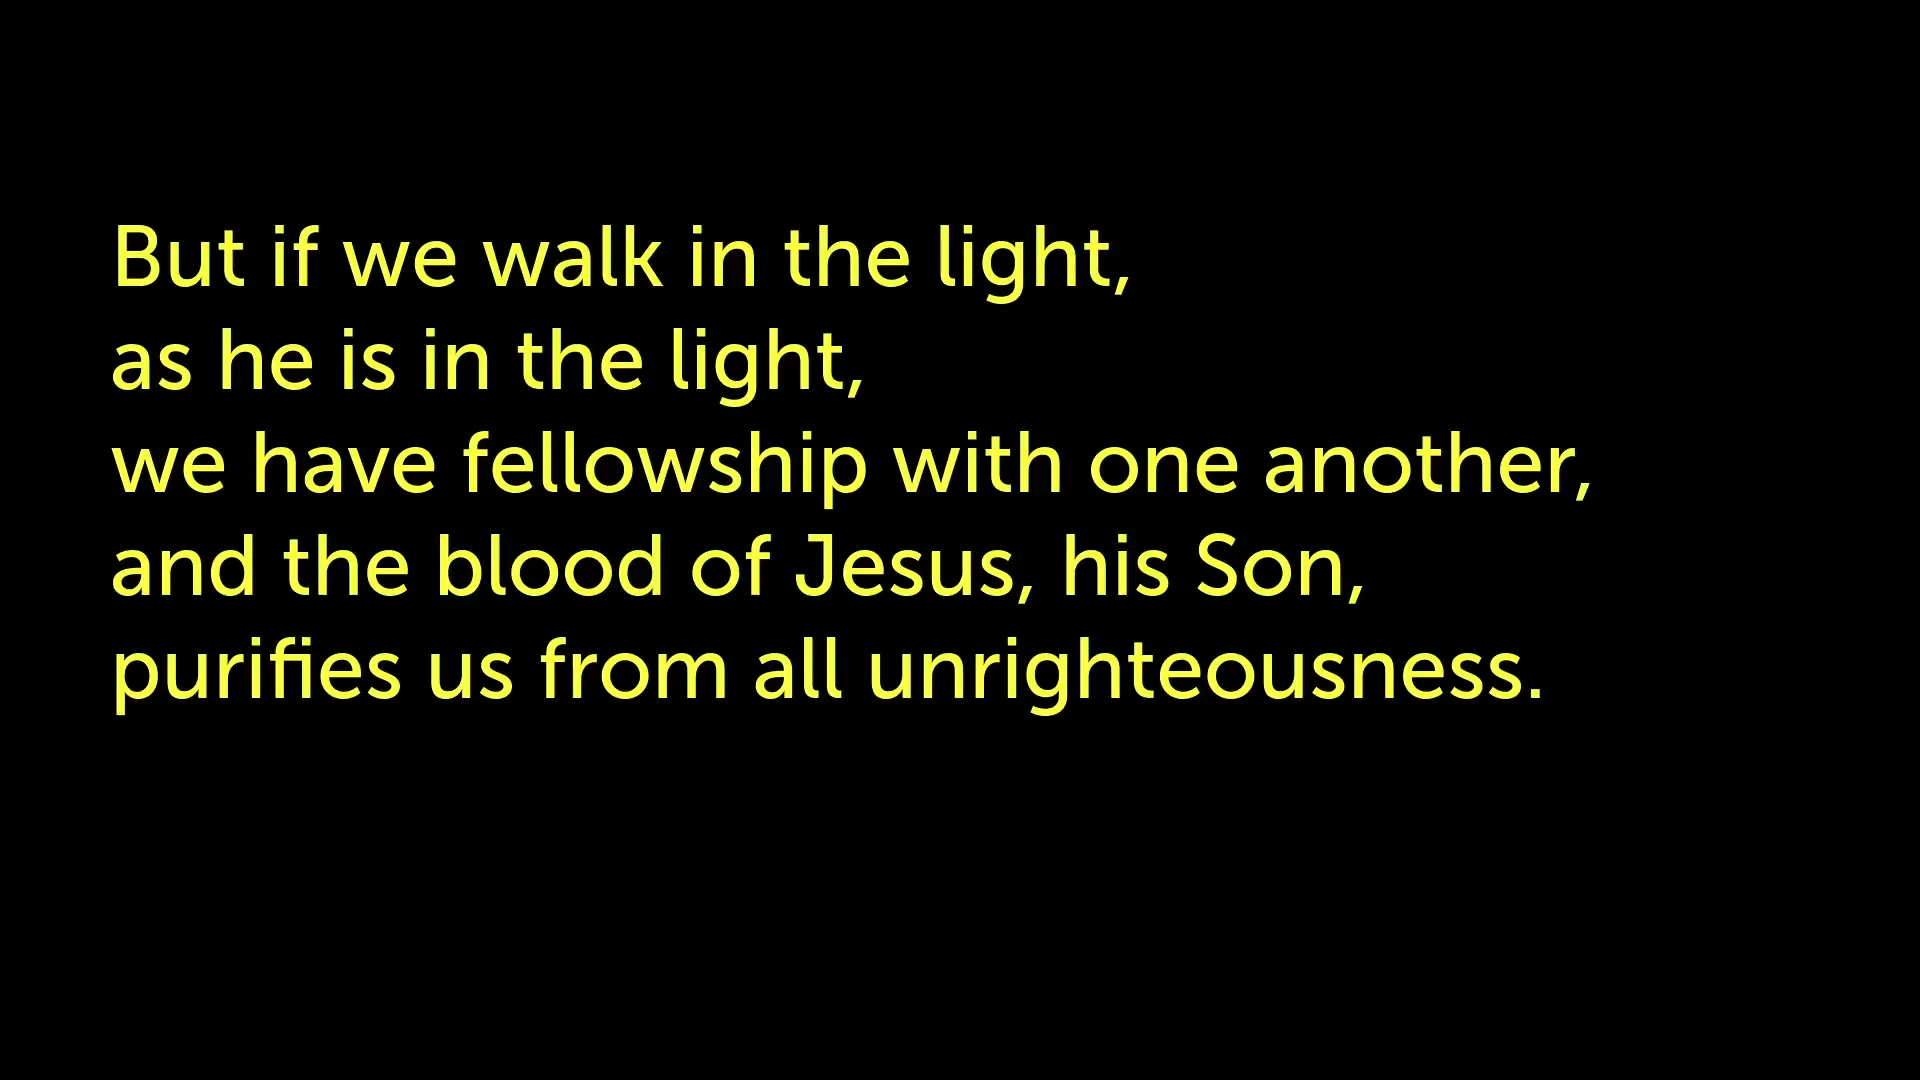 But if we walk in the light,
as he is in the light,
we have fellowship with one another,
and the blood of Jesus, his Son,
purifies us from all unrighteousness.